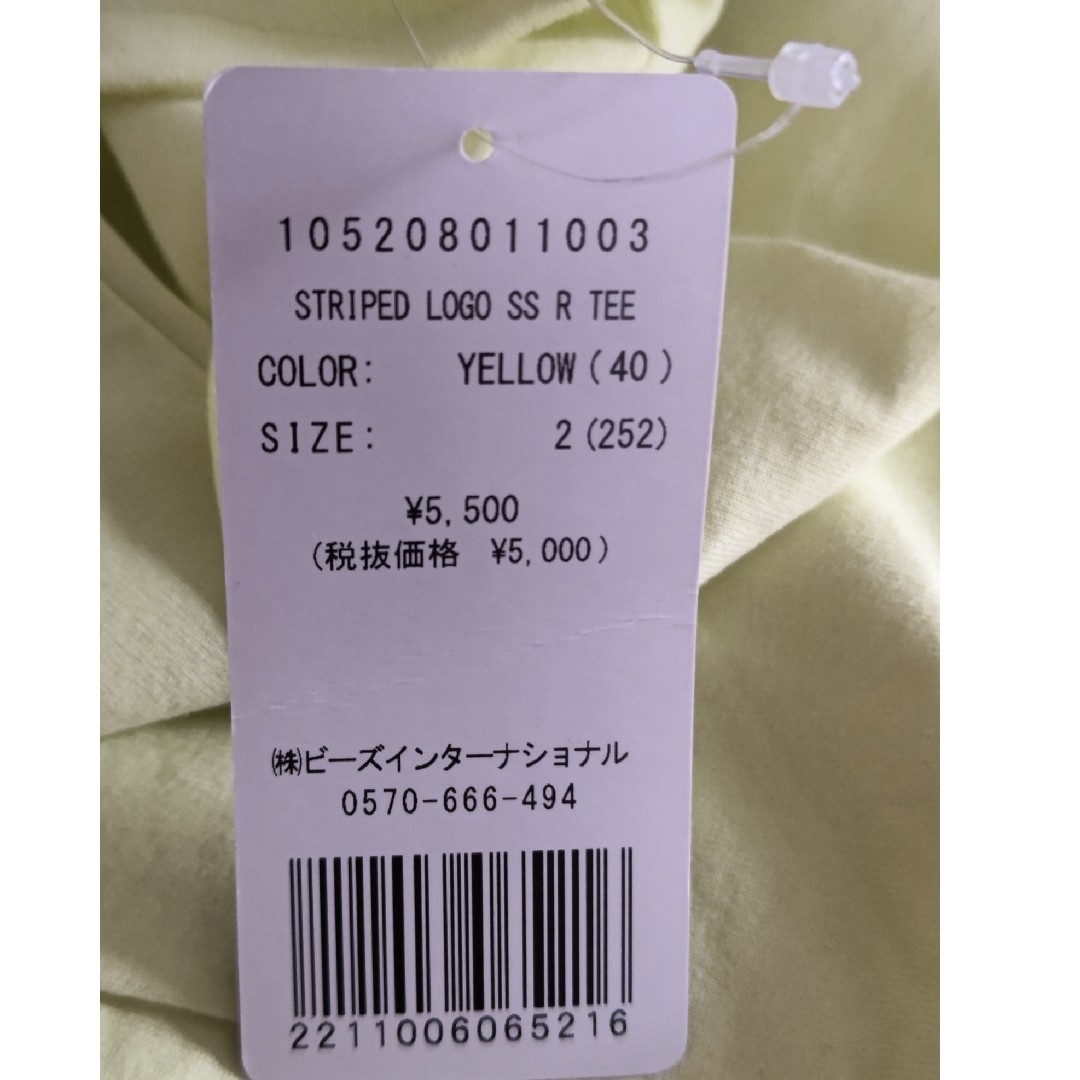 105208011003
STRIPED LOGO SS R TEE
COLOR: YELLOW(40)
SIZE: 2(252)
¥5,500
(税抜価格 ¥5,000)
㈱ビーズインターナショナル
0570-666-494
2211006065216